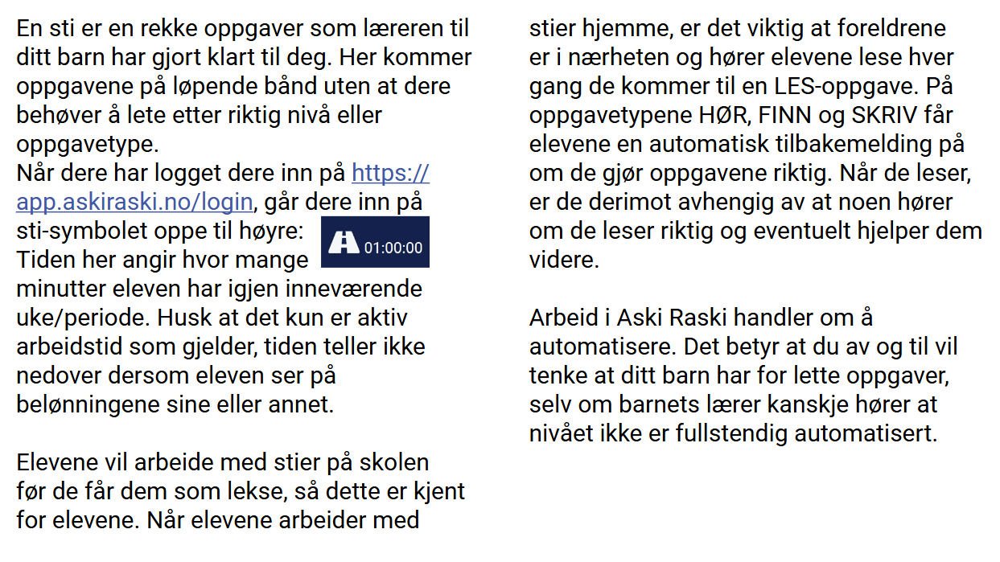 En sti er en rekke oppgaver som læreren til
ditt barn har gjort klart til deg. Her kommer
oppgavene på løpende bånd uten at dere
behøver å lete etter riktig nivå eller
oppgavetype.
Når dere har logget dere inn på https://
app.askiraski.no/login, går dere inn på
sti-symbolet oppe til høyre:
01:00:00
Tiden her angir hvor mange
minutter eleven har igjen inneværende
uke/periode. Husk at det kun er aktiv
arbeidstid som gjelder, tiden teller ikke
nedover dersom eleven ser på
belønningene sine eller annet.

Elevene vil arbeide med stier på skolen
før de får dem som lekse, så dette er kjent
for elevene. Når elevene arbeider med
stier hjemme, er det viktig at foreldrene
er i nærheten og hører elevene lese hver
gang de kommer til en LES-oppgave. På
oppgavetypene HØR, FINN og SKRIV får
elevene en automatisk tilbakemelding på
om de gjør oppgavene riktig. Når de leser,
er de derimot avhengig av at noen hører
om de leser riktig og eventuelt hjelper dem
videre.

Arbeid i Aski Raski handler om å
automatisere. Det betyr at du av og til vil
tenke at ditt barn har for lette oppgaver,
selv om barnets lærer kanskje hører at
nivået ikke er fullstendig automatisert.